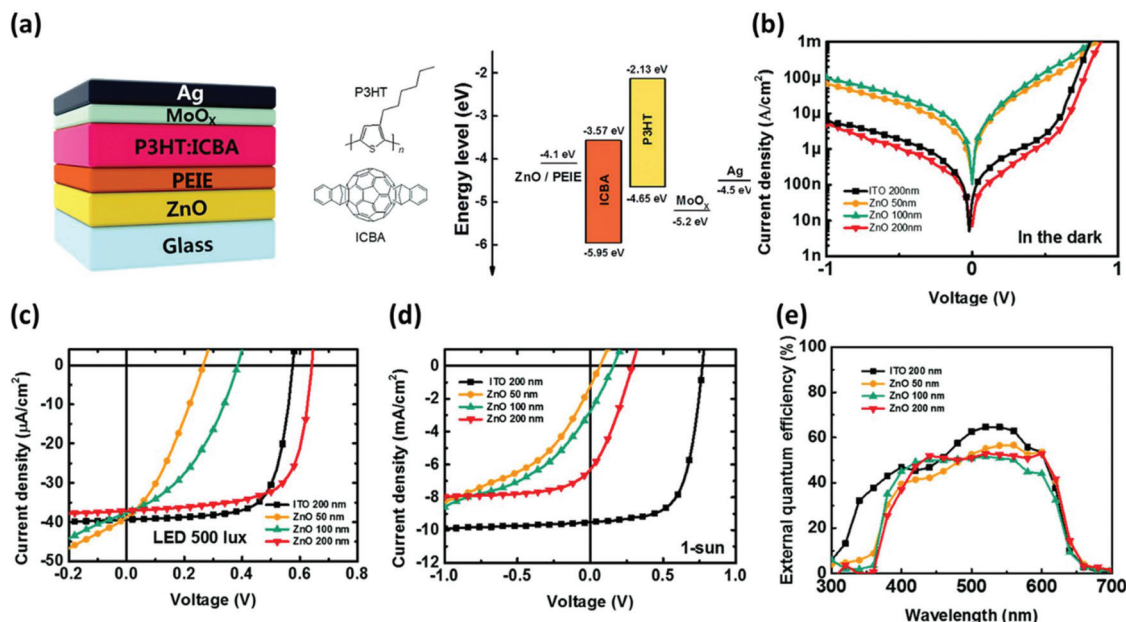 (a)
Ag
MoOx
P3HT:ICBA
PEIE
ZnO
Glass
P3HT
n
ICBA
Energy level (eV)
-2
-3
-4
-5
-6
-4.1 eV
ZnO / PEIE
-3.57 eV
ICBA
-5.95 eV
-2.13 eV
P3HT
-4.65 eV
MoOx
-5.2 eV
Ag
-4.5 eV
(b)
Current density (A/cm²)
1m
100μ
10μ
1μ
100n
10n
1n
ITO 200nm
ZnO 50nm
ZnO 100nm
ZnO 200nm
In the dark
-1 0 1
Voltage (V)
(c)
Current density (μA/cm²)
0
-10
-20
-30
-40
-50
LED 500 lux
ITO 200 nm
ZnO 50 nm
ZnO 100 nm
ZnO 200 nm
-0.2 0.0 0.2 0.4 0.6 0.8
Voltage (V)
(d)
Current density (mA/cm²)
0
-2
-4
-6
-8
-10
-12
ITO 200 nm
ZnO 50 nm
ZnO 100 nm
ZnO 200 nm
1-sun
-1.0 -0.5 0.0 0.5 1.0
Voltage (V)
(e)
External quantum efficiency (%)
100
80
60
40
20
0
ITO 200 nm
ZnO 50 nm
ZnO 100 nm
ZnO 200 nm
300 400 500 600 700
Wavelength (nm)